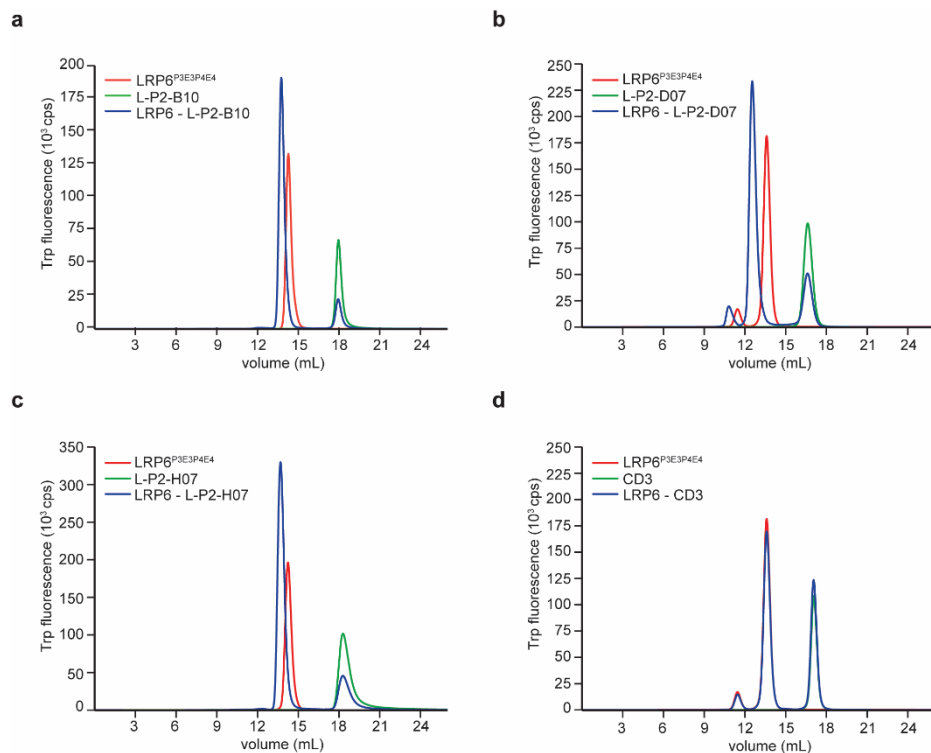 a
LRP6P3E3P4E4
L-P2-B10
LRP6 - L-P2-B10
Trp fluorescence (10³ cps)
200
175
150
125
100
75
50
25
0
3 6 9 12 15 18 21 24
volume (mL)
b
LRP6P3E3P4E4
L-P2-D07
LRP6 - L-P2-D07
Trp fluorescence (10³ cps)
250
225
200
175
150
125
100
75
50
25
0
3 6 9 12 15 18 21 24
volume (mL)
c
LRP6P3E3P4E4
L-P2-H07
LRP6 - L-P2-H07
Trp fluorescence (10³ cps)
350
300
250
200
150
100
50
0
3 6 9 12 15 18 21 24
volume (mL)
d
LRP6P3E3P4E4
CD3
LRP6 - CD3
Trp fluorescence (10³ cps)
250
225
200
175
150
125
100
75
50
25
0
3 6 9 12 15 18 21 24
volume (mL)